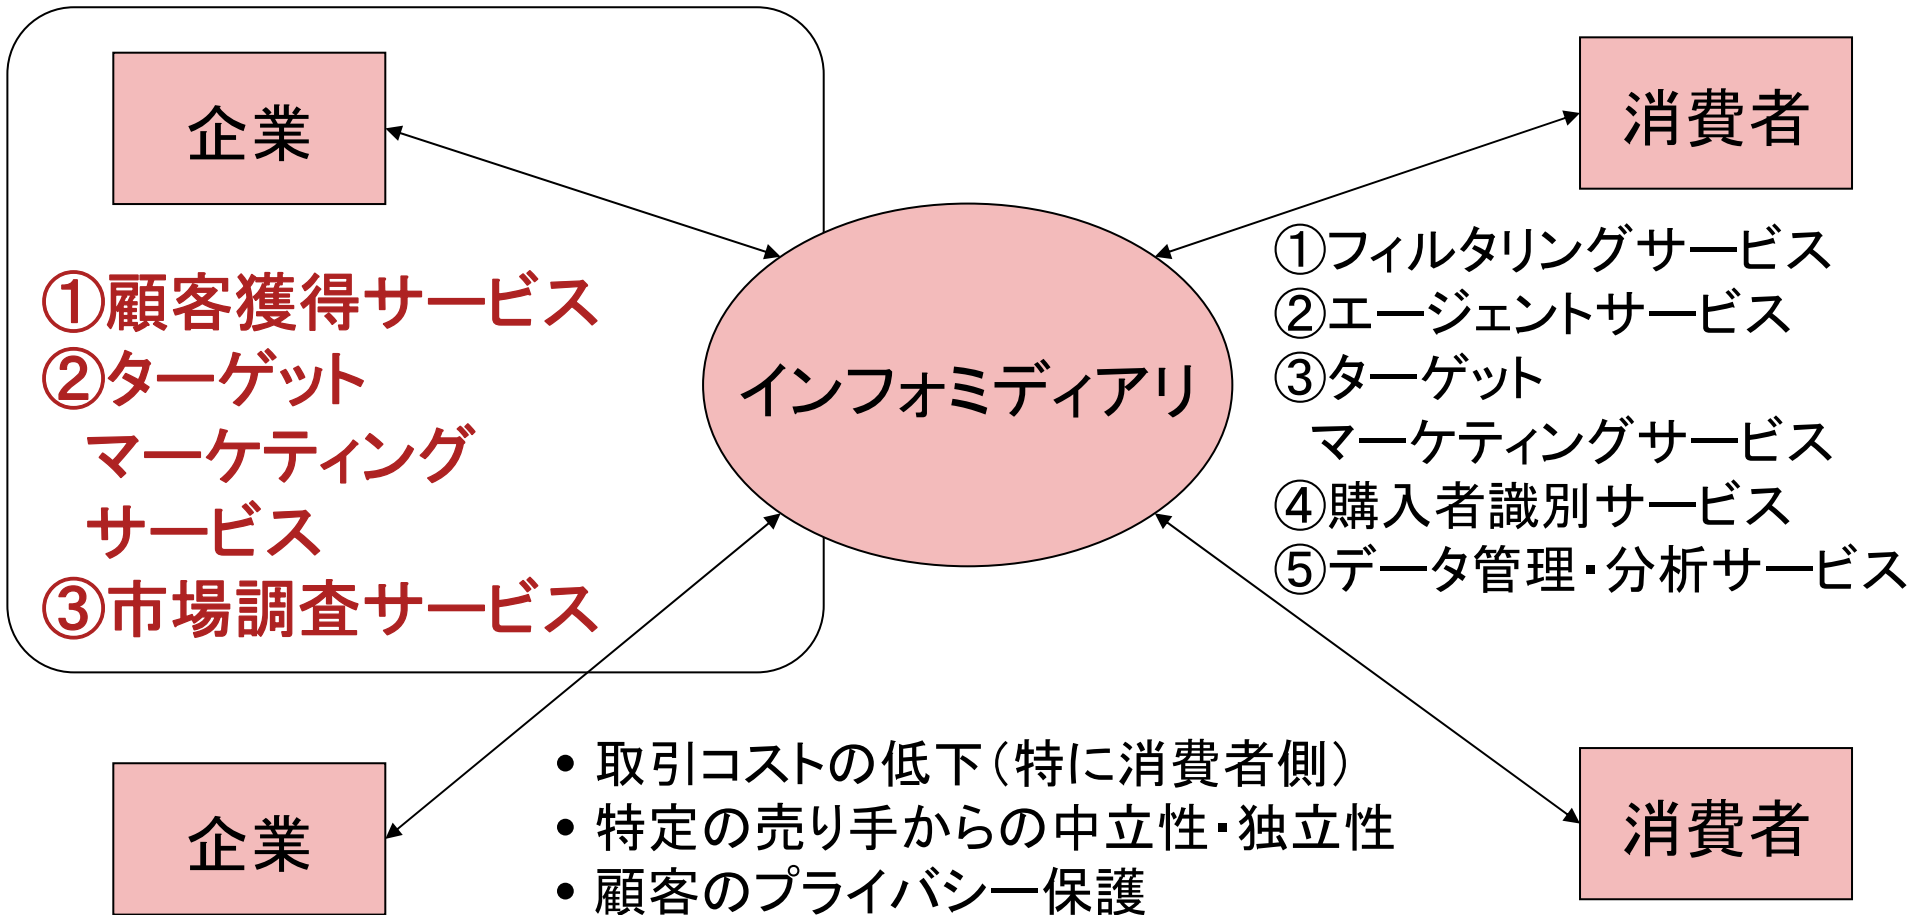 企業
消費者
①顧客獲得サービス
②ターゲット
マーケティング
サービス
③市場調査サービス
インフォミディアリ
①フィルタリングサービス
②エージェントサービス
③ターゲット
マーケティングサービス
④購入者識別サービス
⑤データ管理・分析サービス
企業
• 取引コストの低下(特に消費者側)
• 特定の売り手からの中立性・独立性
• 顧客のプライバシー保護
消費者